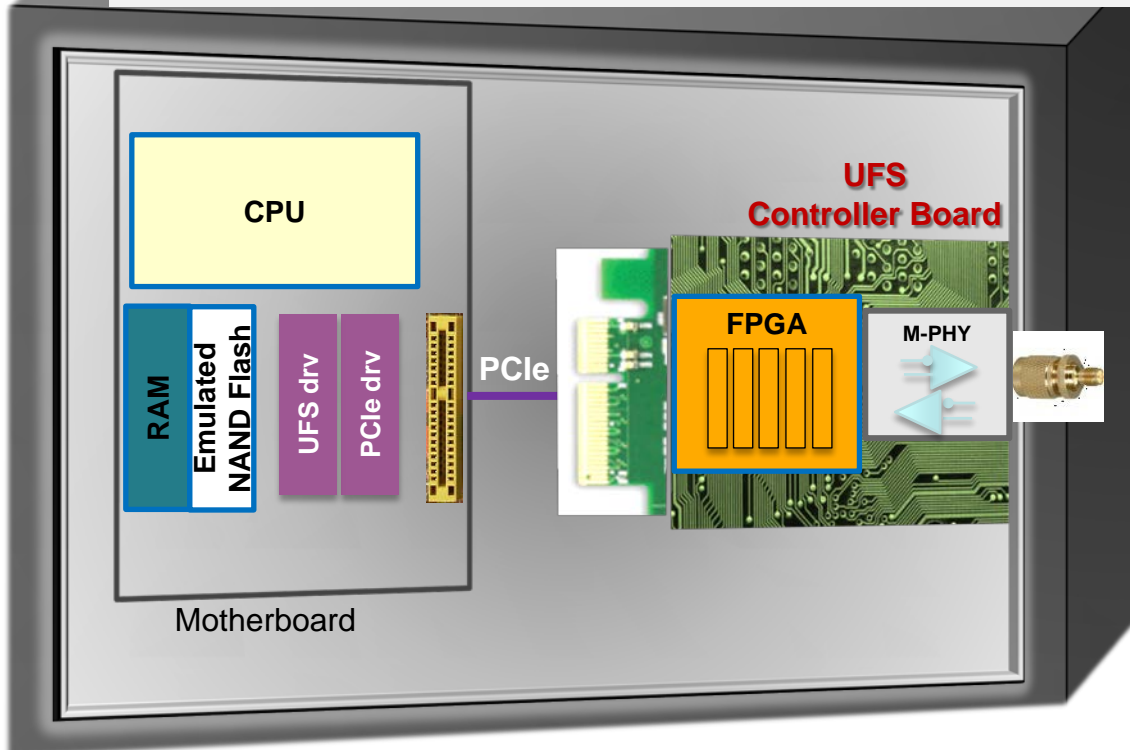 CPU
RAM
Emulated
NAND Flash
UFS drv
PCIe drv
PCIe
UFS
Controller Board
FPGA
M-PHY
Motherboard